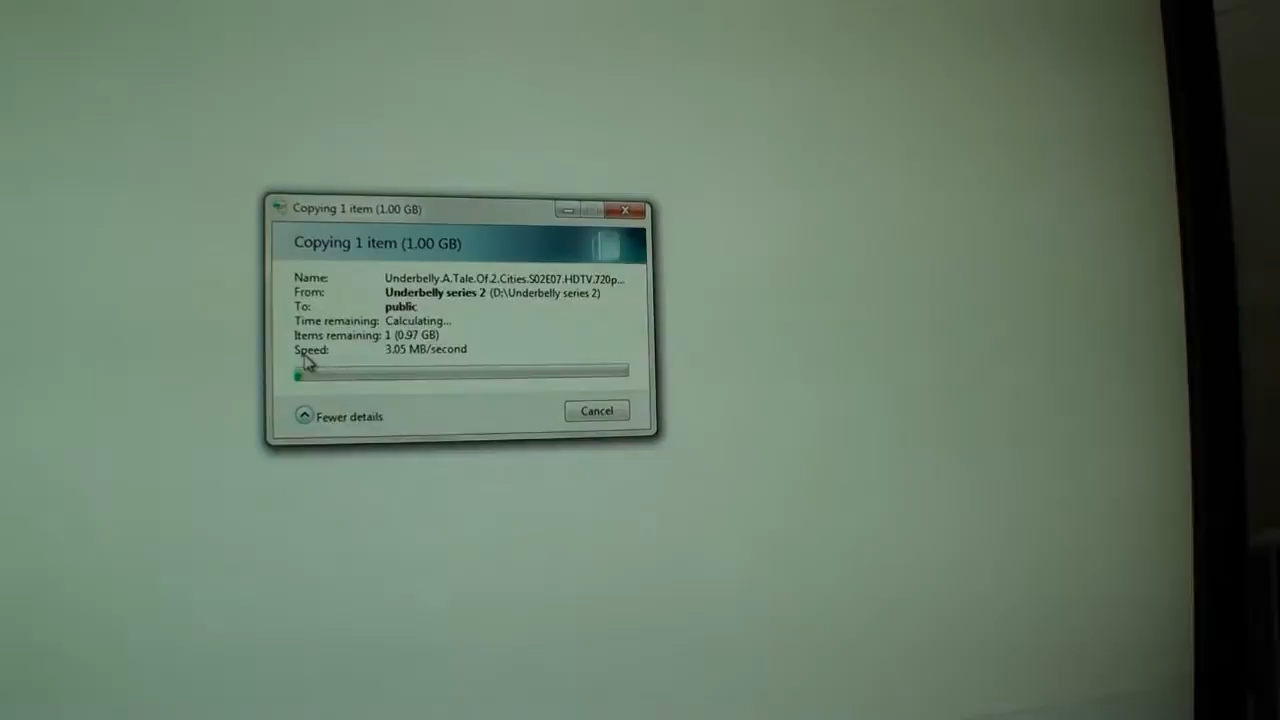 Copying 1 item (1.00 GB)
Copying 1 item (1.00 GB)
Name: Underbelly.A.Tale.Of.2.Cities.S02E07.HDTV.720p...
From: Underbelly series 2 (D:\Underbelly series 2)
To: public
Time remaining: Calculating...
Items remaining: 1 (0.97 GB)
Speed: 3.05 MB/second
Fewer details
Cancel